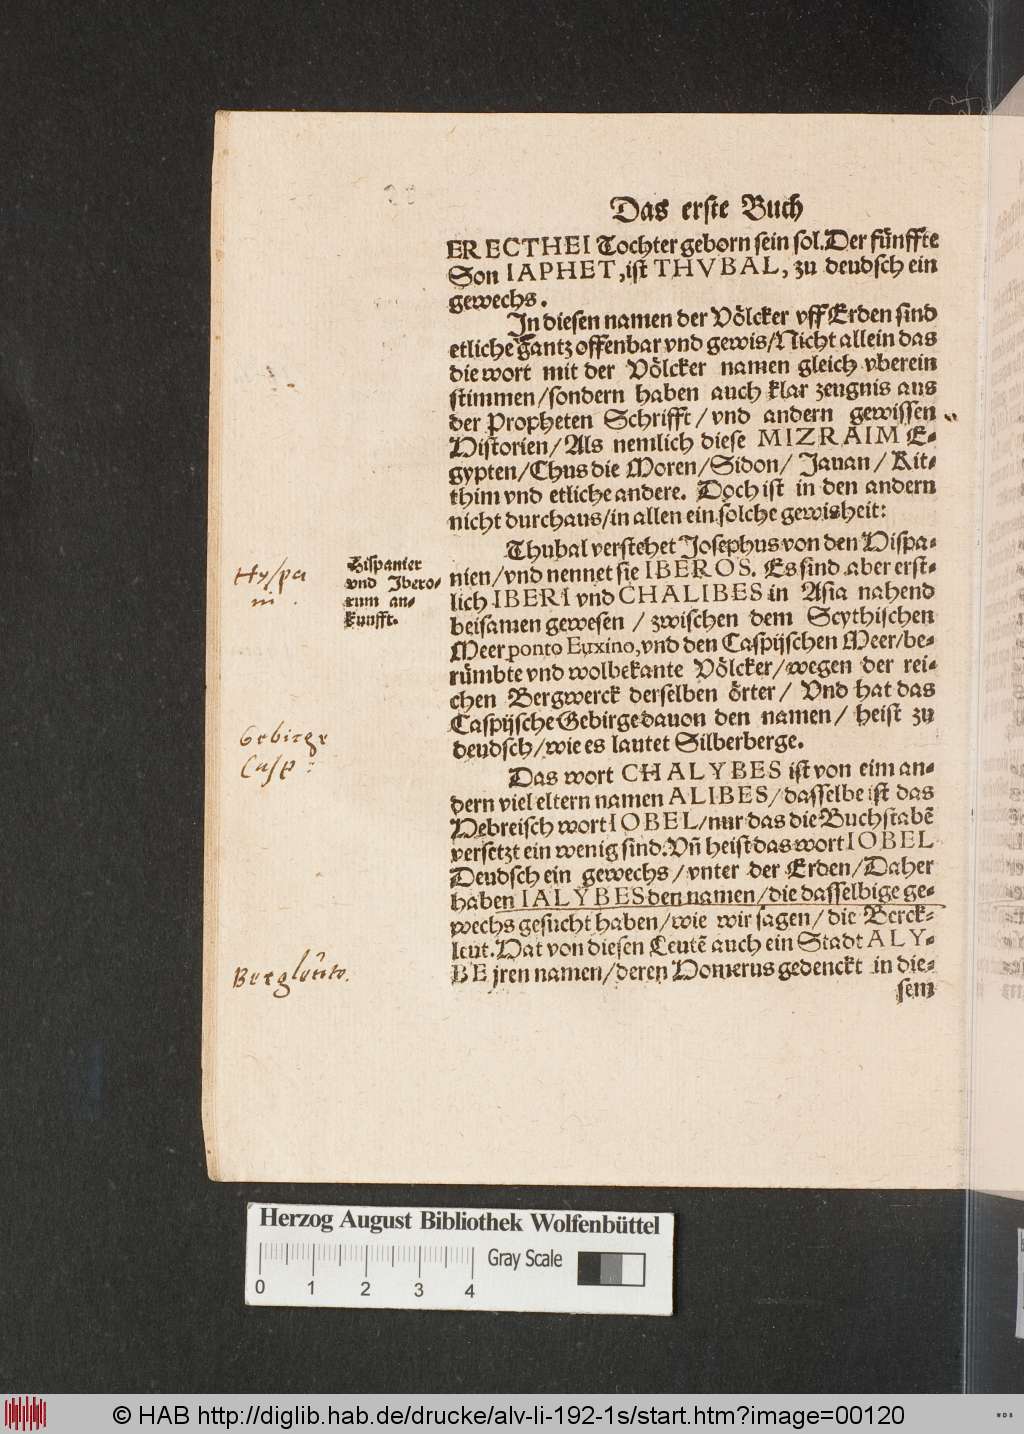 Das erste Buch
ERECTHEI Tochter geborn sein sol. Der fünffte
Son IAPHET, ist THVBAL, zu deudsch ein
gewechs.
In diesen namen der Völcker vff Erden sind
etliche gantz offenbar vnd gewis/Nicht allein das
die wort mit der Völcker namen gleich vberein
stimmen/sondern haben auch klar zeugnis aus
der Propheten Schrifft/vnd andern gewissen
Historien/Als nemlich diese MIZRAIM E-
gypten/Chus die Moren/Sidon/ Jauan/Kit-
thim vnd etliche andere. Doch ist in den andern
nicht durchaus/in allen ein solche gewisheit:
Thubal verstehet Josephus von den Hispa-
nien/vnd nennet sie IBEROS. Es sind aber erst-
lich IBERI vnd CHALIBES in Asia nahend
beisamen gewesen/zwischen dem Scythischen
Meer ponto Euxino, vnd den Caspijschen Meer/be-
rümbte vnd wolbekante Völcker/wegen der rei-
chen Bergwerck derselben örter/ Vnd hat das
Caspijsche Gebirge dauon den namen/ heist zu
deudsch/wie es lautet Silberberge.
Hispanier
vnd Ibero-
rum an-
kunfft.
Hyspa
ni.
Gebirge
Casp:
Das wort CHALYBES ist von eim an-
dern viel eltern namen ALIBES/dasselbe ist das
Hebreisch wort IOBEL/nur das die Buchstabẽ
versetzt ein wenig sind. Vñ heist das wort IOBEL
Deudsch ein gewechs/vnter der Erden/Daher
haben IALYBES den namen/die dasselbige ge-
wechs gesucht haben/wie wir sagen/die Berck-
leut. Hat von diesen Leutẽ auch ein Stadt ALY-
BE jren namen/deren Homerus gedenckt in die-
sem
Herzog August Bibliothek Wolfenbüttel
Gray Scale
0 1 2 3 4
© HAB http://diglib.hab.de/drucke/alv-li-192-1s/start.htm?image=00120